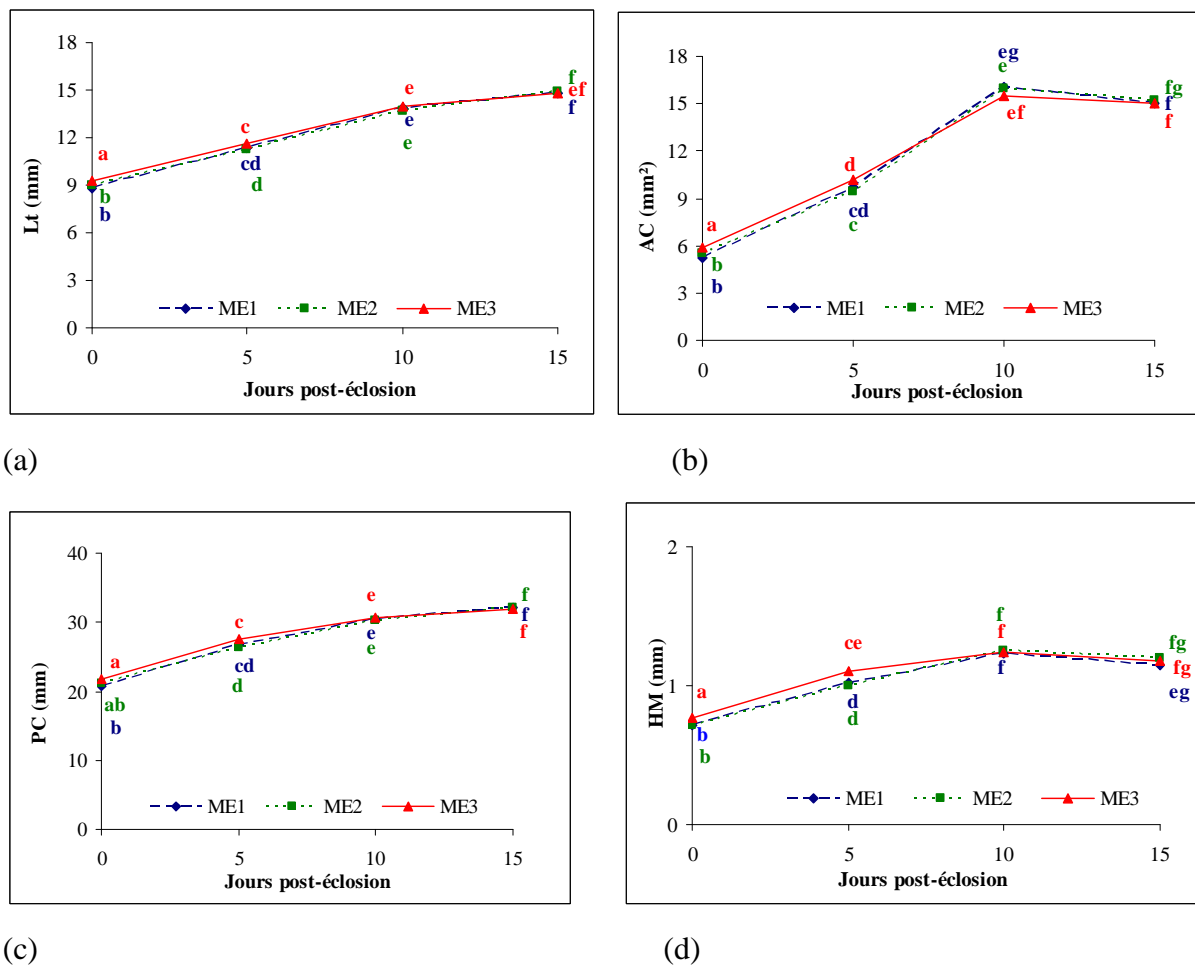 18
15
12
9
6
3
0
Lt (mm)
a
b
b
c
cd
d
e
e
e
f
ef
f
ME1 ME2 ME3
0 5 10 15
Jours post-éclosion
(a)
18
15
12
9
6
3
0
AC (mm²)
a
b
b
d
cd
c
eg
e
ef
fg
f
f
ME1 ME2 ME3
0 5 10 15
Jours post-éclosion
(b)
40
30
20
10
0
PC (mm)
a
ab
b
c
cd
d
e
e
e
f
f
f
ME1 ME2 ME3
0 5 10 15
Jours post-éclosion
(c)
2
1
0
HM (mm)
a
b
b
ce
d
d
f
f
f
fg
fg
eg
ME1 ME2 ME3
0 5 10 15
Jours post-éclosion
(d)